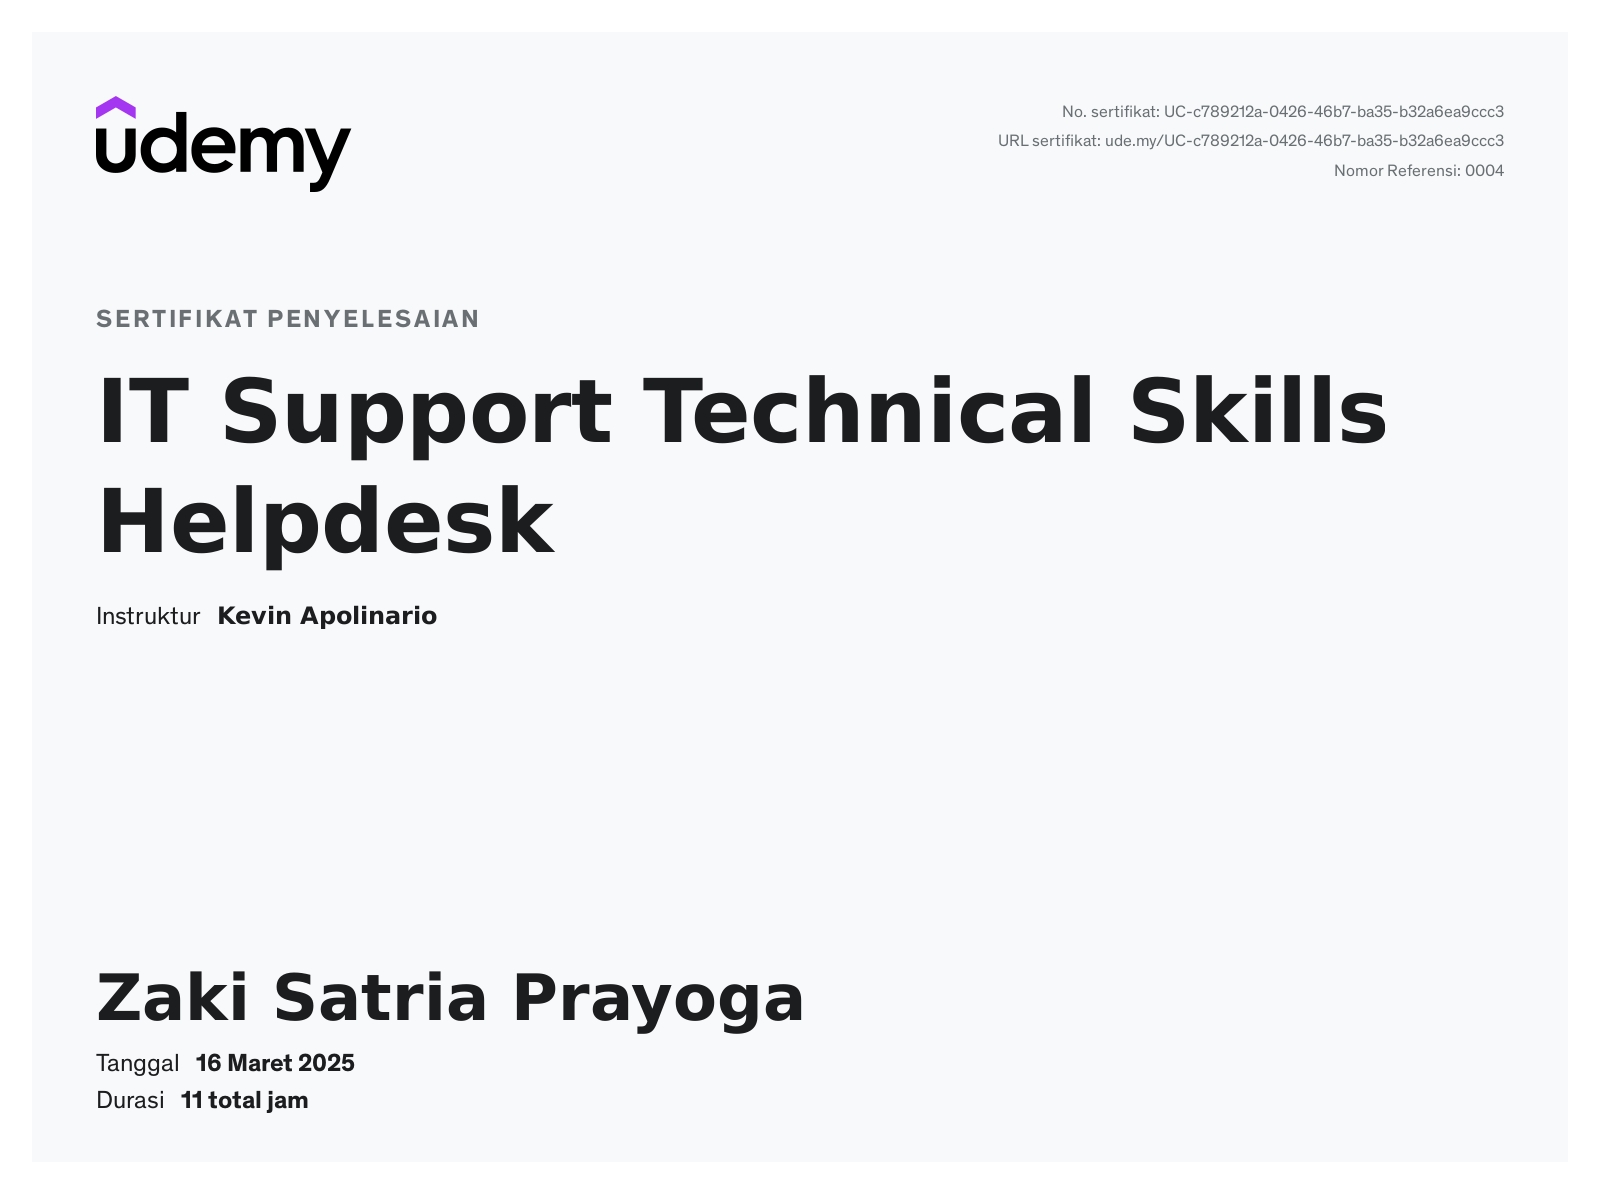 udemy
No. sertifikat: UC-c789212a-0426-46b7-ba35-b32a6ea9ccc3
URL sertifikat: ude.my/UC-c789212a-0426-46b7-ba35-b32a6ea9ccc3
Nomor Referensi: 0004
SERTIFIKAT PENYELESAIAN
IT Support Technical Skills
Helpdesk
Instruktur Kevin Apolinario
Zaki Satria Prayoga
Tanggal 16 Maret 2025
Durasi 11 total jam